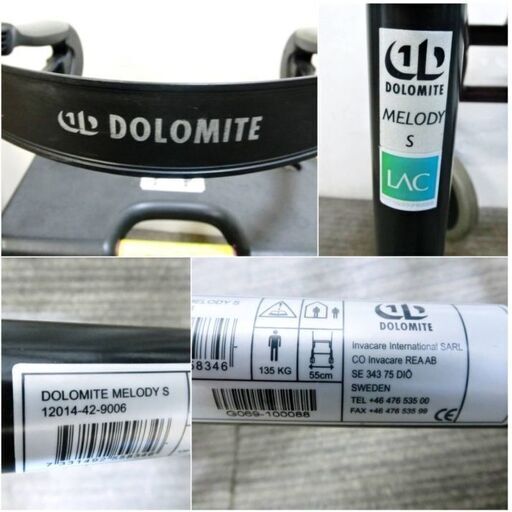 DOLOMITE
DOLOMITE
MELODY
S
LAC
DOLOMITE MELODY S
12014-42-9006
MELODY S
68346
135 KG
55cm
G069-100088
DOLOMITE
Invacare International SARL
CO Invacare REA AB
SE 343 75 DIÖ
SWEDEN
TEL +46 476 535 00
FAX +46 476 535 99
CE